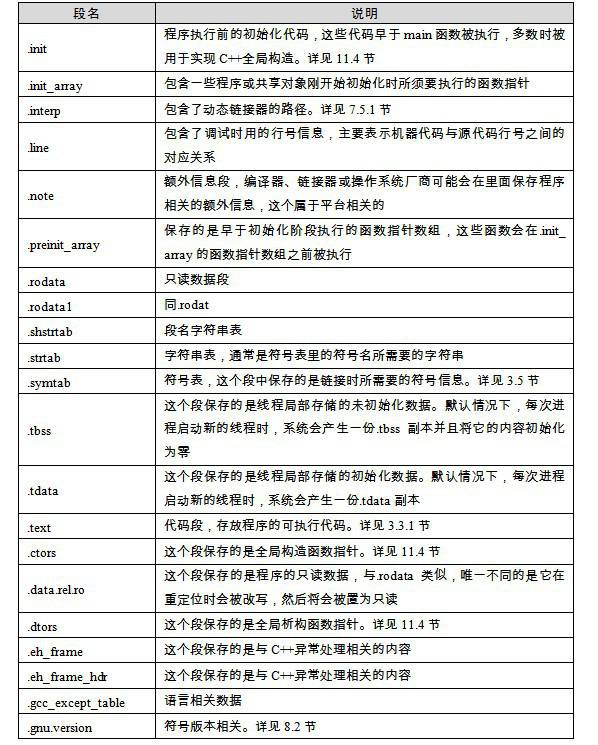 段名 说明
.init 程序执行前的初始化代码，这些代码早于 main 函数被执行，多数时被
用于实现 C++全局构造。详见 11.4 节
.init_array 包含一些程序或共享对象刚开始初始化时所须要执行的函数指针
.interp 包含了动态链接器的路径。详见 7.5.1 节
.line 包含了调试时用的行号信息，主要表示机器代码与源代码行号之间的
对应关系
.note 额外信息段，编译器、链接器或操作系统厂商可能会在里面保存程序
相关的额外信息，这个属于平台相关的
.preinit_array 保存的是早于初始化阶段执行的函数指针数组，这些函数会在.init_
array 的函数指针数组之前被执行
.rodata 只读数据段
.rodata1 同.rodat
.shstrtab 段名字符串表
.strtab 字符串表，通常是符号表里的符号名所需要的字符串
.symtab 符号表，这个段中保存的是链接时所需要的符号信息。详见 3.5 节
.tbss 这个段保存的是线程局部存储的未初始化数据。默认情况下，每次进
程启动新的线程时，系统会产生一份.tbss 副本并且将它的内容初始化
为零
.tdata 这个段保存的是线程局部存储的初始化数据。默认情况下，每次进程
启动新的线程时，系统会产生一份.tdata 副本
.text 代码段，存放程序的可执行代码。详见 3.3.1 节
.ctors 这个段保存的是全局构造函数指针。详见 11.4 节
.data.rel.ro 这个段保存的是程序的只读数据，与.rodata 类似，唯一不同的是它在
重定位时会被改写，然后将会被置为只读
.dtors 这个段保存的是全局析构函数指针。详见 11.4 节
.eh_frame 这个段保存的是与 C++异常处理相关的内容
.eh_frame_hdr 这个段保存的是与 C++异常处理相关的内容
.gcc_except_table 语言相关数据
.gnu.version 符号版本相关。详见 8.2 节